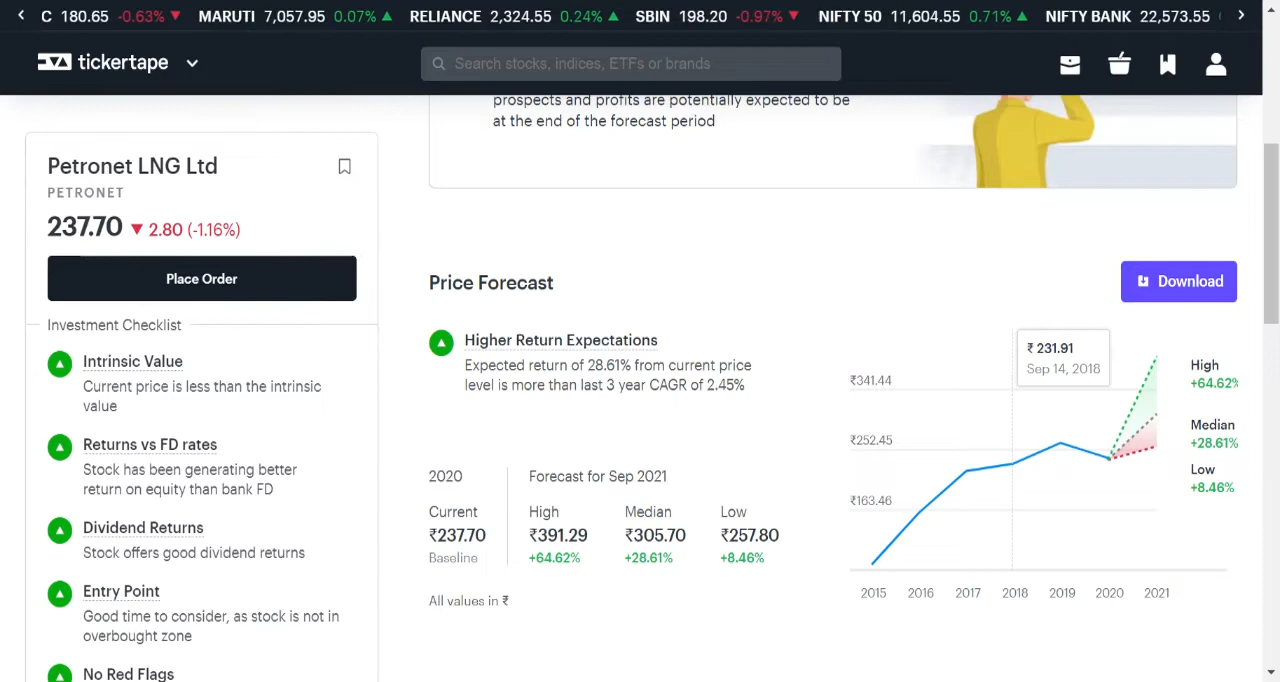 C 180.65 -0.63% ▼ MARUTI 7,057.95 0.07% ▲ RELIANCE 2,324.55 0.24% ▲ SBIN 198.20 -0.97% ▼ NIFTY 50 11,604.55 0.71% ▲ NIFTY BANK 22,573.55
tickertape
Search stocks, indices, ETFs or brands
prospects and profits are potentially expected to be
at the end of the forecast period
Petronet LNG Ltd
PETRONET
237.70 ▼ 2.80 (-1.16%)
Place Order
Investment Checklist
Intrinsic Value
Current price is less than the intrinsic
value
Returns vs FD rates
Stock has been generating better
return on equity than bank FD
Dividend Returns
Stock offers good dividend returns
Entry Point
Good time to consider, as stock is not in
overbought zone
No Red Flags
Price Forecast
Download
Higher Return Expectations
Expected return of 28.61% from current price
level is more than last 3 year CAGR of 2.45%
2020
Forecast for Sep 2021
Current High Median Low
₹237.70 ₹391.29 ₹305.70 ₹257.80
Baseline +64.62% +28.61% +8.46%
All values in ₹
₹ 231.91
Sep 14, 2018
₹341.44
₹252.45
₹163.46
High
+64.62%
Median
+28.61%
Low
+8.46%
2015 2016 2017 2018 2019 2020 2021